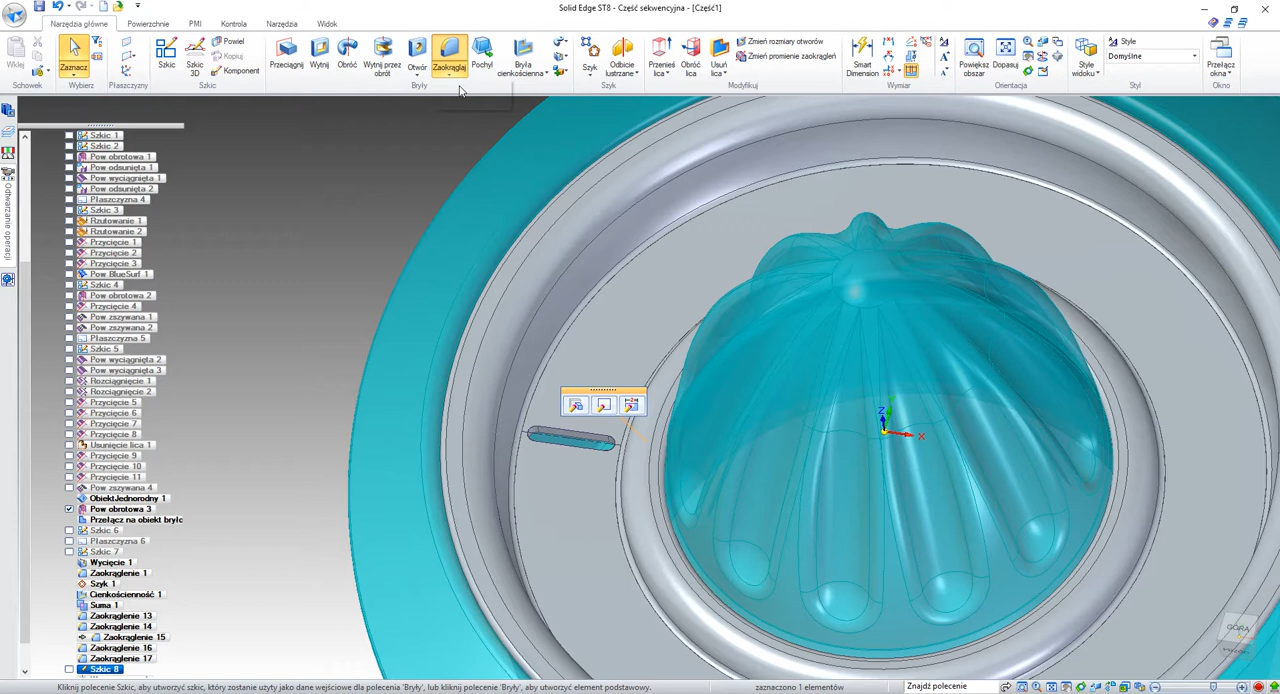 Solid Edge ST8 - Część sekwencyjna - [Część1]
Narzędzia główne
Powierzchnie
PMI
Kontrola
Narzędzia
Widok
Wklej
Zaznacz
Szkic
Szkic 3D
Powiel
Kopiuj
Komponent
Przeciągnij
Wytnij
Obróć
Wytnij przez obrót
Otwór
Zaokrąglaj
Pochyl
Bryła cienkościenna
Szyk
Odbicie lustrzane
Przenieś lica
Obróć lica
Usuń lica
Zmień rozmiary otworów
Zmień promienie zaokrągleń
Smart Dimension
Powiększ obszar
Dopasuj
Style widoku
Style
Domyślne
Przełącz okna
Schowek
Wybierz
Płaszczyzny
Szkic
Bryły
Szyk
Modyfikuj
Wymiar
Orientacja
Styl
Okno
Odtwarzanie operacji
Szkic 1
Szkic 2
Pow obrotowa 1
Pow odsunięta 1
Pow wyciągnięta 1
Pow odsunięta 2
Płaszczyzna 4
Szkic 3
Rzutowanie 1
Rzutowanie 2
Przycięcie 1
Przycięcie 2
Przycięcie 3
Pow BlueSurf 1
Szkic 4
Pow obrotowa 2
Przycięcie 4
Pow zszywana 1
Pow zszywana 2
Płaszczyzna 5
Szkic 5
Pow wyciągnięta 2
Pow wyciągnięta 3
Rozciągnięcie 1
Rozciągnięcie 2
Przycięcie 5
Przycięcie 6
Przycięcie 7
Przycięcie 8
Usunięcie lica 1
Przycięcie 9
Przycięcie 10
Przycięcie 11
Pow zszywana 4
ObiektJednorodny 1
Pow obrotowa 3
Przełącz na obiekt bryło
Szkic 6
Płaszczyzna 6
Szkic 7
Wycięcie 1
Zaokrąglenie 1
Szyk 1
Cienkościenność 1
Suma 1
Zaokrąglenie 13
Zaokrąglenie 14
Zaokrąglenie 15
Zaokrąglenie 16
Zaokrąglenie 17
Szkic 8
Z
Y
X
GÓRA
Kliknij polecenie Szkic, aby utworzyć szkic, który zostanie użyty jako dane wejściowe dla polecenia 'Bryły', lub kliknij polecenie 'Bryły', aby utworzyć element podstawowy.
zaznaczono 1 elementów
Znajdź polecenie